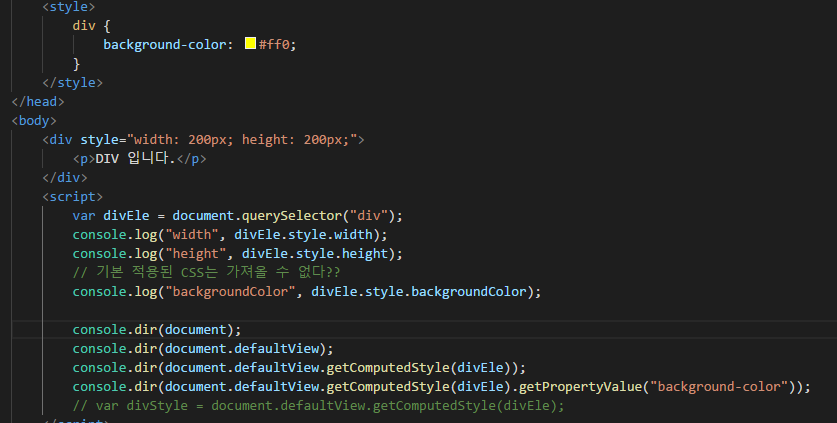 <style>
div {
background-color: #ff0;
}
</style>
</head>
<body>
<div style="width: 200px; height: 200px;">
<p>DIV 입니다.</p>
</div>
<script>
var divEle = document.querySelector("div");
console.log("width", divEle.style.width);
console.log("height", divEle.style.height);
// 기본 적용된 CSS는 가져올 수 없다??
console.log("backgroundColor", divEle.style.backgroundColor);
console.dir(document);
console.dir(document.defaultView);
console.dir(document.defaultView.getComputedStyle(divEle));
console.dir(document.defaultView.getComputedStyle(divEle).getPropertyValue("background-color"));
// var divStyle = document.defaultView.getComputedStyle(divEle);